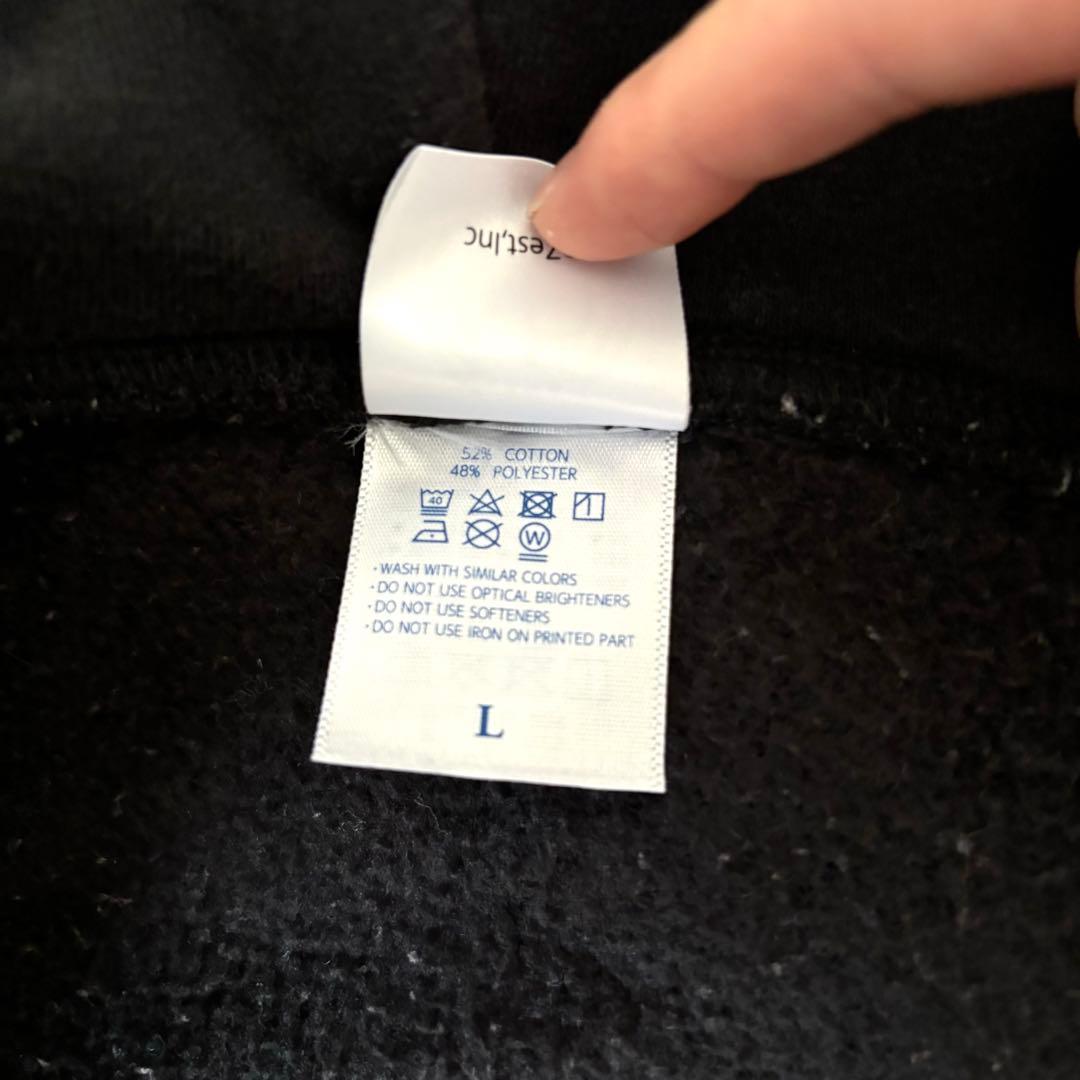 Zest,Inc
52% COTTON
48% POLYESTER
40
W
·WASH WITH SIMILAR COLORS
·DO NOT USE OPTICAL BRIGHTENERS
·DO NOT USE SOFTENERS
·DO NOT USE IRON ON PRINTED PART
L